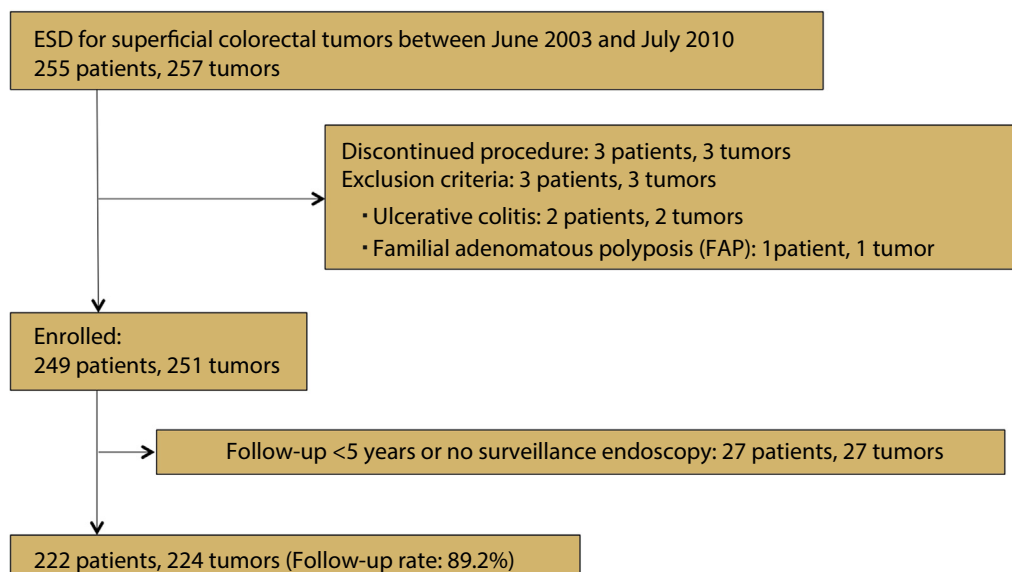 ESD for superficial colorectal tumors between June 2003 and July 2010
255 patients, 257 tumors
Discontinued procedure: 3 patients, 3 tumors
Exclusion criteria: 3 patients, 3 tumors
・Ulcerative colitis: 2 patients, 2 tumors
・Familial adenomatous polyposis (FAP): 1patient, 1 tumor
Enrolled:
249 patients, 251 tumors
Follow-up <5 years or no surveillance endoscopy: 27 patients, 27 tumors
222 patients, 224 tumors (Follow-up rate: 89.2%)